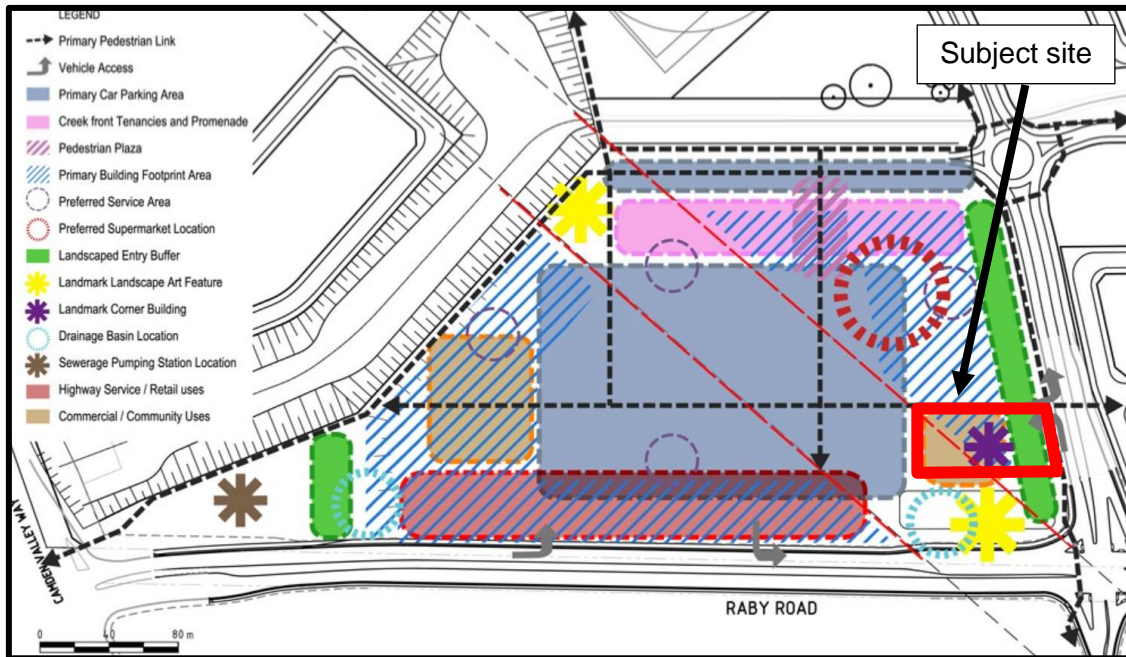 LEGEND
Primary Pedestrian Link
Vehicle Access
Primary Car Parking Area
Creek front Tenancies and Promenade
Pedestrian Plaza
Primary Building Footprint Area
Preferred Service Area
Preferred Supermarket Location
Landscaped Entry Buffer
Landmark Landscape Art Feature
Landmark Corner Building
Drainage Basin Location
Sewerage Pumping Station Location
Highway Service / Retail uses
Commercial / Community Uses
Subject site
CAMDEN VALLEY WAY
RABY ROAD
0 40 80 m